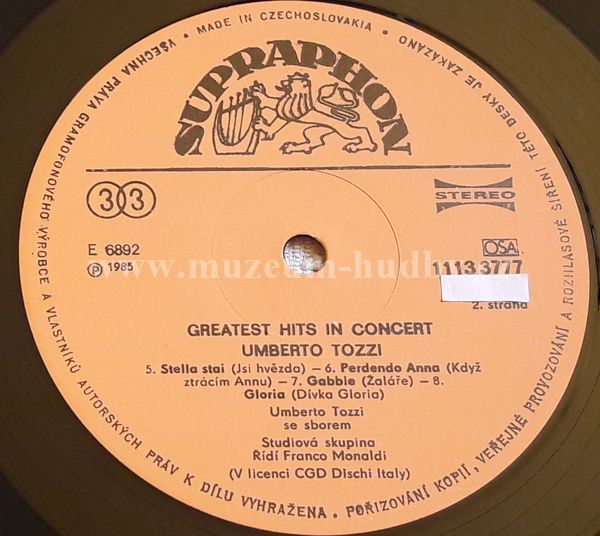 VŠECHNA PRÁVA GRAMOFONOVÉHO VÝROBCE A VLASTNÍKŮ AUTORSKÝCH PRÁV K DÍLU VYHRAŽENA. POŘIZOVÁNÍ KOPIÍ, VEŘEJNÉ PROVOZOVÁNÍ A ROZHLASOVÉ ŠÍŘENÍ TÉTO DESKY JE ZAKÁZÁNO • MADE IN CZECHOSLOVAKIA •
SUPRAPHON
33
STEREO
E 6892
Ⓟ 1985
OSA
1113 3777
www.muzeum-hudb
2. strana
GREATEST HITS IN CONCERT
UMBERTO TOZZI
5. Stella stai (Jsi hvězda) – 6. Perdendo Anna (Když
ztrácím Annu) – 7. Gabbie (Žaláře) – 8.
Gloria (Dívka Gloria)
Umberto Tozzi
se sborem
Studiová skupina
Řídí Franco Monaldi
(V licenci CGD Dischi Italy)